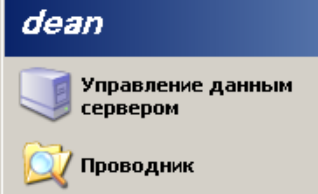 dean
Управление данным
сервером
Проводник